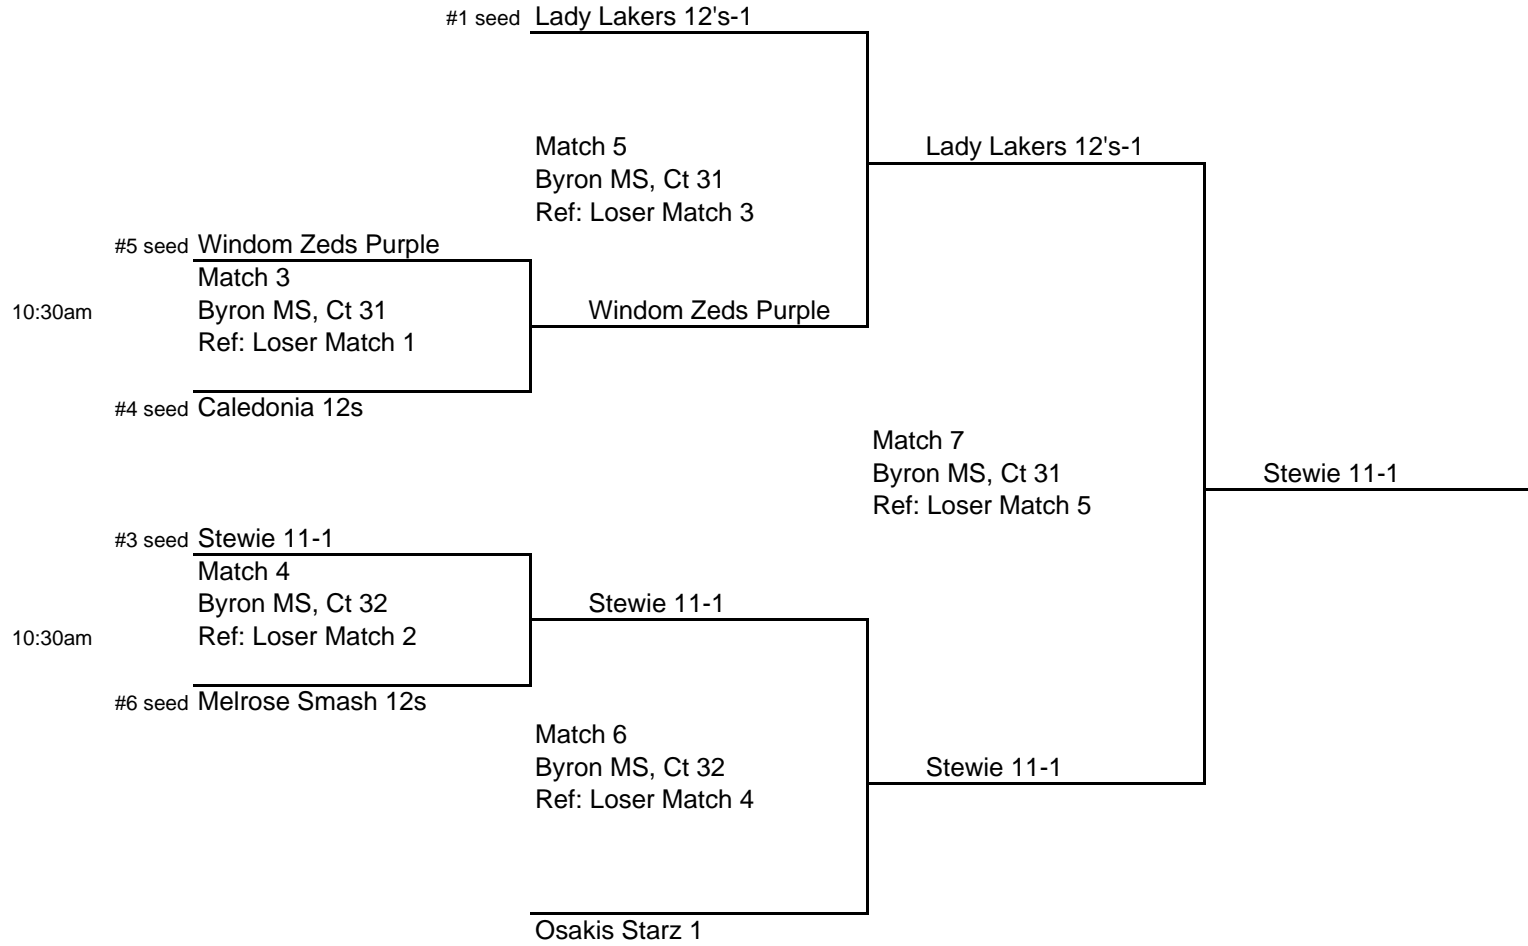 #1 seed Lady Lakers 12's-1
Match 5
Byron MS, Ct 31
Ref: Loser Match 3
Lady Lakers 12's-1
#5 seed Windom Zeds Purple
Match 3
10:30am Byron MS, Ct 31
Ref: Loser Match 1
Windom Zeds Purple
#4 seed Caledonia 12s
Match 7
Byron MS, Ct 31
Ref: Loser Match 5
Stewie 11-1
#3 seed Stewie 11-1
Match 4
Byron MS, Ct 32
10:30am Ref: Loser Match 2
Stewie 11-1
#6 seed Melrose Smash 12s
Match 6
Byron MS, Ct 32
Ref: Loser Match 4
Stewie 11-1
Osakis Starz 1